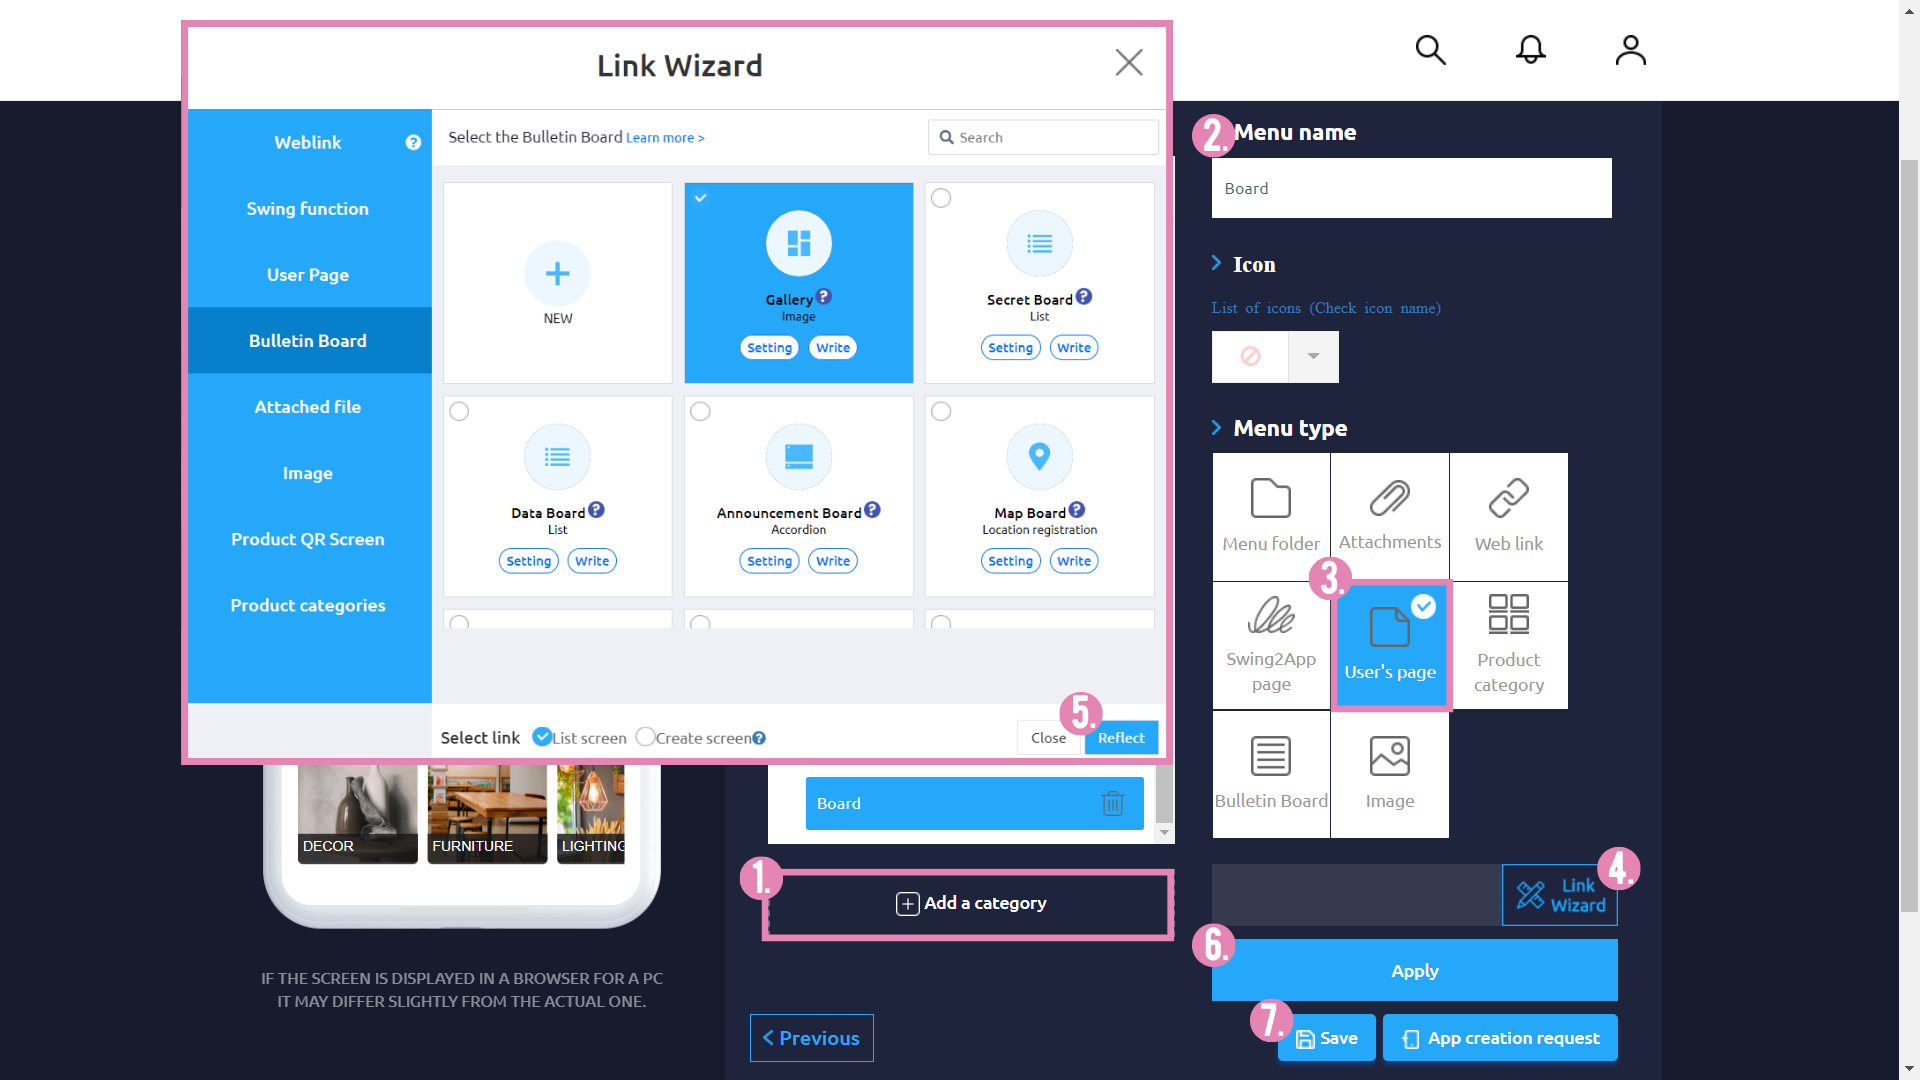 Link Wizard
Weblink
Swing function
User Page
Bulletin Board
Attached file
Image
Product QR Screen
Product categories
Select the Bulletin Board Learn more >
Search
NEW
Gallery ?
Image
Setting Write
Secret Board ?
List
Setting Write
Data Board ?
List
Setting Write
Announcement Board ?
Accordion
Setting Write
Map Board ?
Location registration
Setting Write
Select link List screen Create screen ?
5.
Close Reflect
DECOR
FURNITURE
LIGHTING
IF THE SCREEN IS DISPLAYED IN A BROWSER FOR A PC
IT MAY DIFFER SLIGHTLY FROM THE ACTUAL ONE.
Board
1.
Add a category
< Previous
2.
Menu name
Board
> Icon
List of icons (Check icon name)
> Menu type
Menu folder
Attachments
Web link
3.
Swing2App
page
User's page
Product
category
Bulletin Board
Image
4.
Link
Wizard
6.
Apply
7.
Save
App creation request